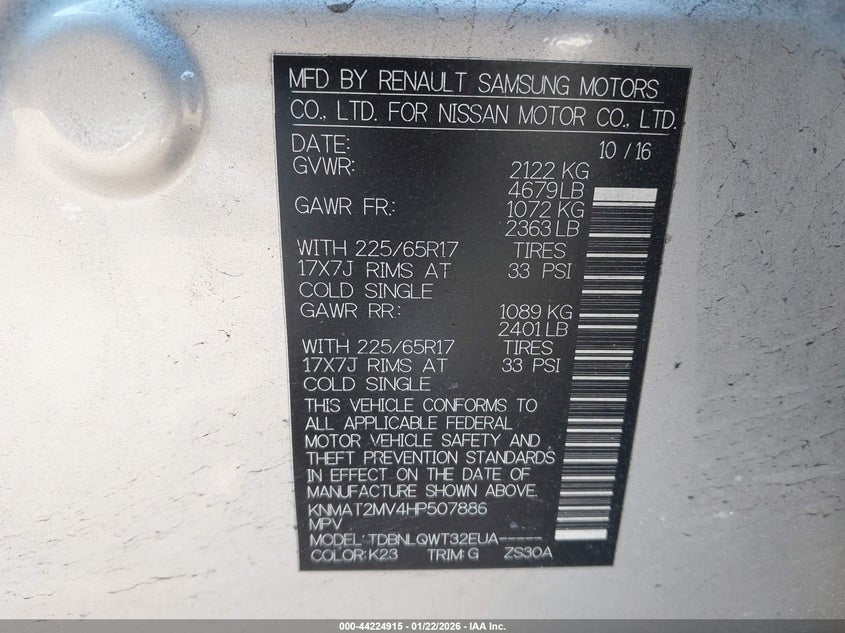 MFD BY RENAULT SAMSUNG MOTORS
CO., LTD. FOR NISSAN MOTOR CO., LTD.
DATE: 10 / 16
GVWR: 2122 KG
4679 LB
GAWR FR.: 1072 KG
2363 LB
WITH 225/65R17 TIRES
17X7J RIMS AT 33 PSI
COLD SINGLE
GAWR RR: 1089 KG
2401 LB
WITH 225/65R17 TIRES
17X7J RIMS AT 33 PSI
COLD SINGLE
THIS VEHICLE CONFORMS TO
ALL APPLICABLE FEDERAL
MOTOR VEHICLE SAFETY AND
THEFT PREVENTION STANDARDS
IN EFFECT ON THE DATE OF
MANUFACTURE SHOWN ABOVE.
KNMAT2MV4HP507886
MPV
MODEL: TDBNLQWT32EUA-----
COLOR: K23 TRIM: G ZS30A
000-44224915 - 01/22/2026 - IAA Inc.